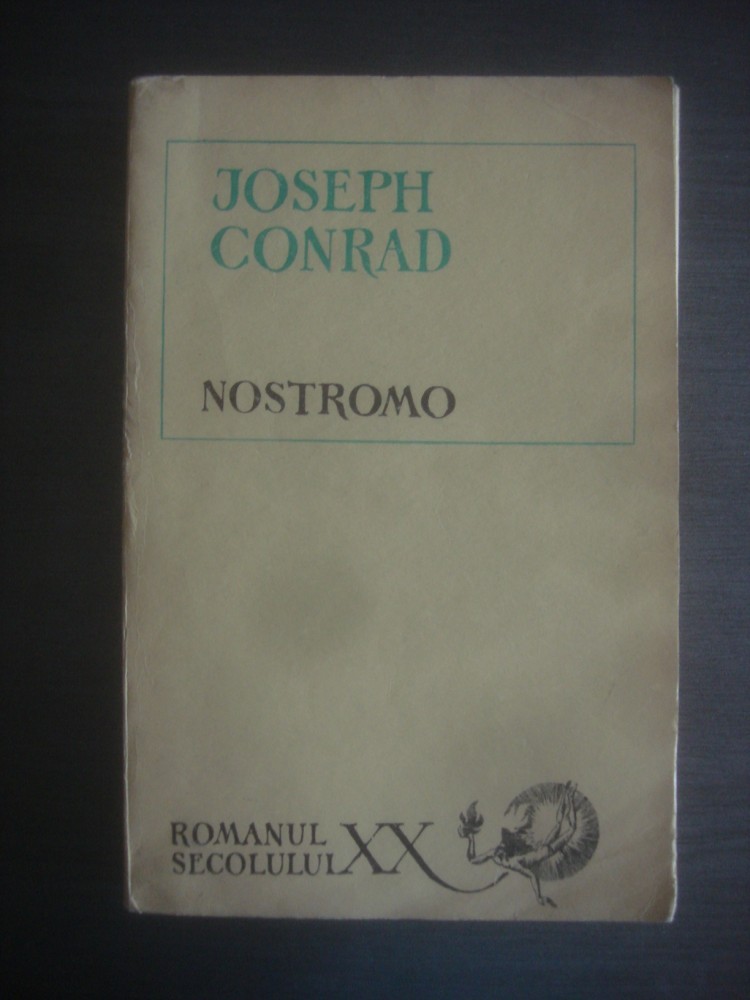 JOSEPH
CONRAD
NOSTROMO
ROMANUL
SECOLULUI XX